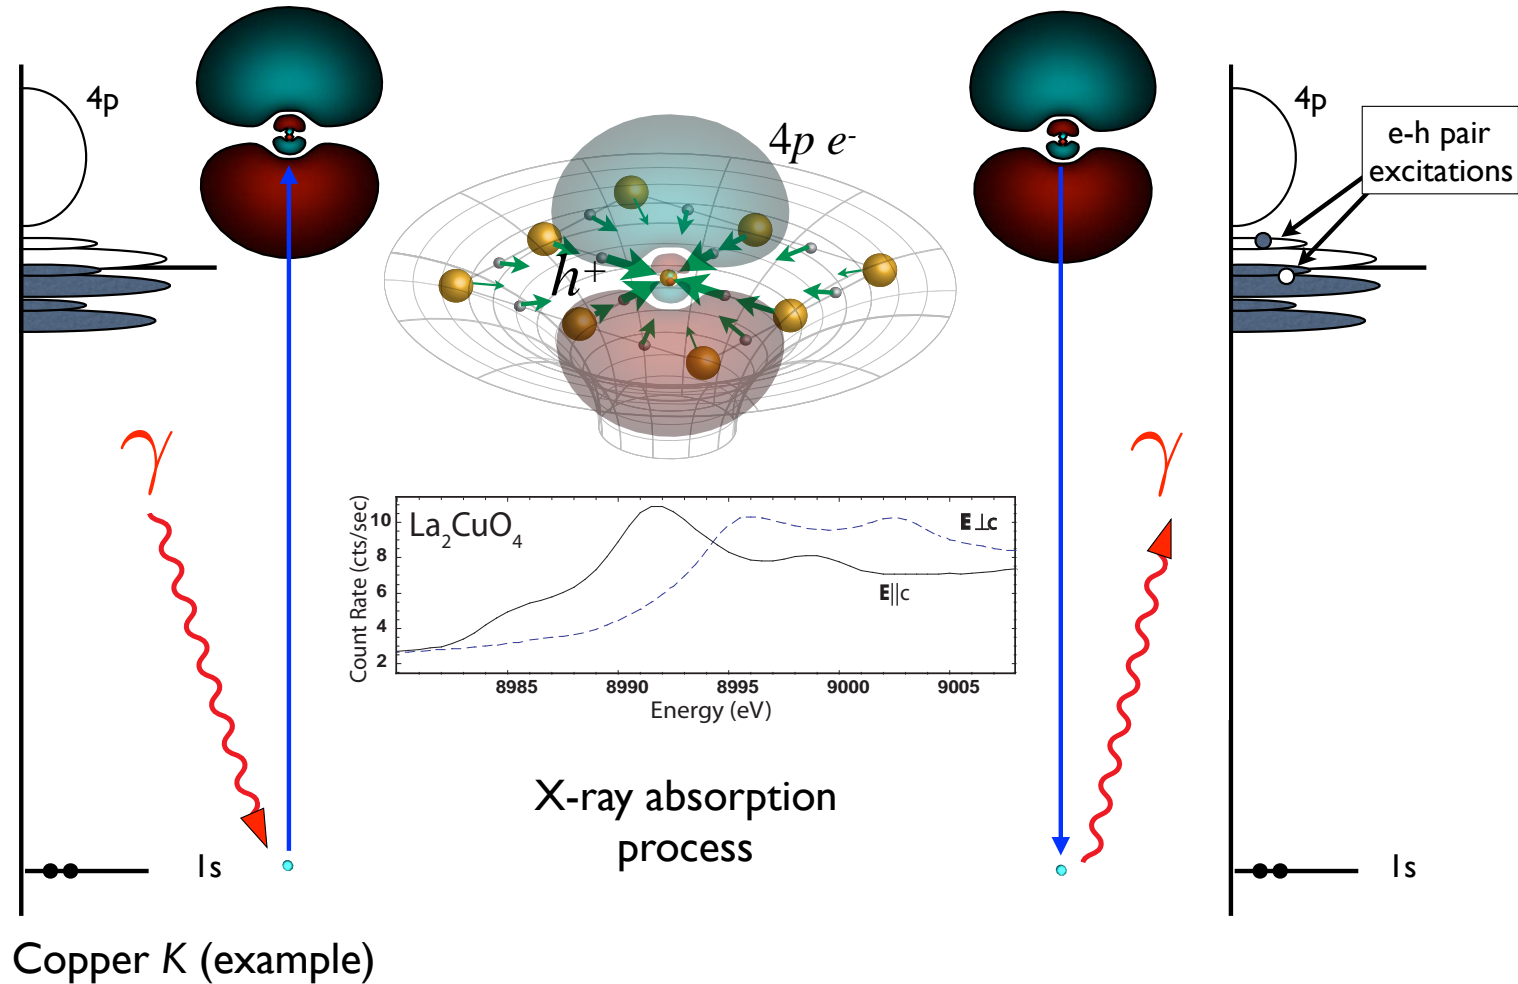 4p
4p
e-h pair
excitations
4p e-
h+
γ
γ
La2CuO4
E ⊥c
E||c
Count Rate (cts/sec)
10
8
6
4
2
8985
8990
8995
9000
9005
Energy (eV)
X-ray absorption
process
1s
1s
Copper K (example)